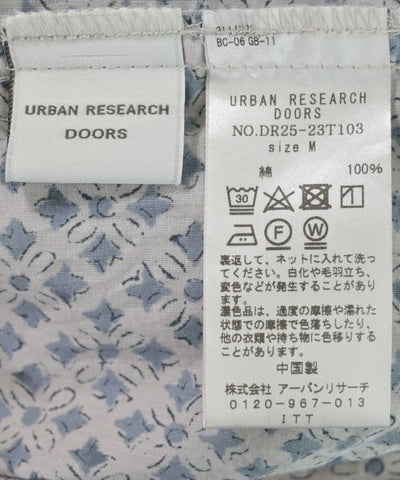 URBAN RESEARCH
DOORS
BC-06 GB-11
URBAN RESEARCH
DOORS
NO.DR25-23T103
size M
綿 100%
30
F
W
裏返して、ネットに入れて洗っ
てください。白化や毛羽立ち、
変色などが発生することがあり
ます。
濃色品は、過度の摩擦や濡れた
状態での摩擦で色落ちしたり、
他の衣類や持ち物に色移りする
ことがあります。
中国製
株式会社 アーバンリサーチ
0120-967-013
ITT